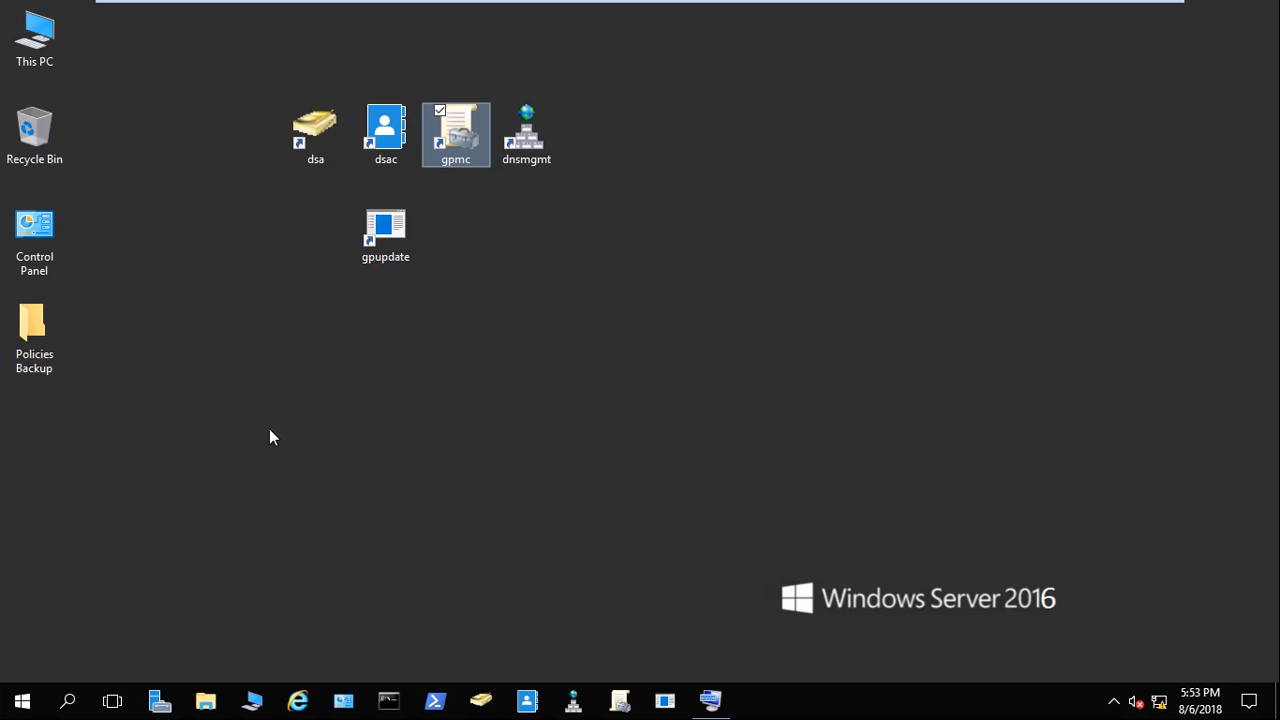 This PC
dsa
dsac
gpmc
dnsmgmt
Recycle Bin
gpupdate
Control
Panel
Policies
Backup
Windows Server 2016
5:53 PM
8/6/2018